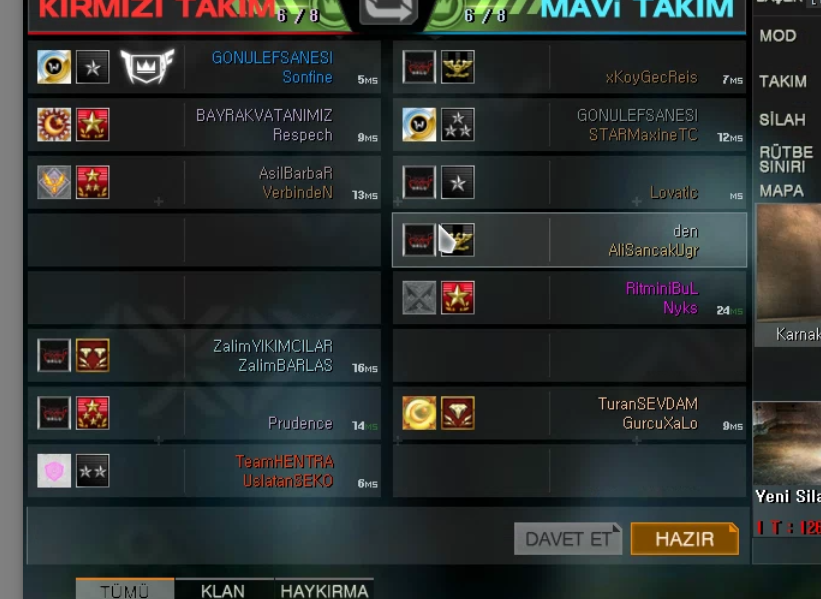 KIRMIZI TAKIM 6 / 8
6 / 8 MAVi TAKIM
MOD
GONULEFSANESI
Sonfine 5MS
xKoyGecReis 7MS
TAKIM
BAYRAKVATANIMIZ
Respech 9MS
GONULEFSANESI
STARMaxineTC 12MS
SİLAH
RÜTBE
SINIRI
AsilBarbaR
VerbindeN 13MS
Lovatic MS
MAPA
den
AliSancakUgr
RitminiBuL
Nyks 24MS
Karnak
ZalimYIKIMCILAR
ZalimBARLAS 16MS
Prudence 14MS
TuranSEVDAM
GurcuXaLo 9MS
TeamHENTRA
UslatanSEKO 6MS
Yeni Sila
DAVET ET
HAZIR
TÜMÜ KLAN HAYKIRMA